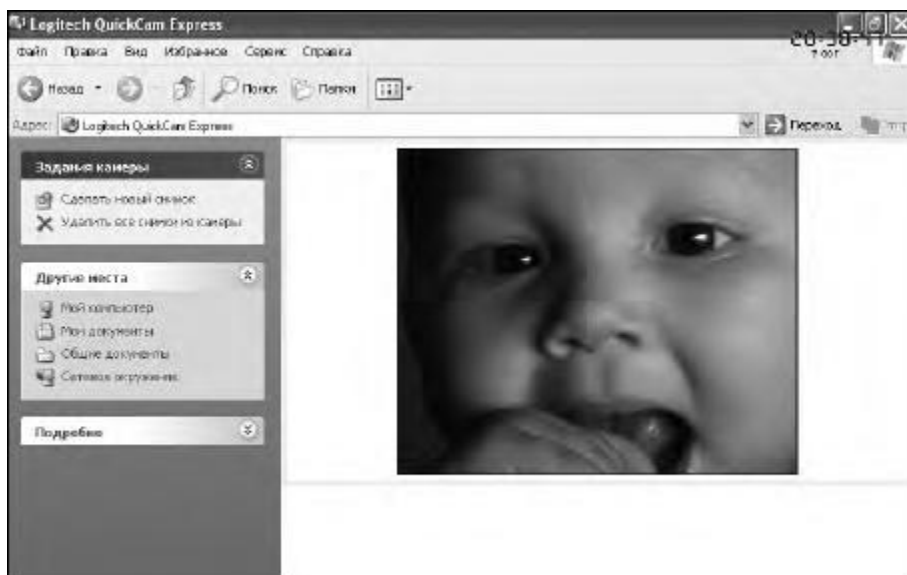 Logitech QuickCam Express
Файл Правка Вид Избранное Сервис Справка
Назад Поиск Папки
Адрес: Logitech QuickCam Express Переход
Задания камеры
Сделать новый снимок
Удалить все снимки из камеры
Другие места
Мой компьютер
Мои документы
Общие документы
Сетевое окружение
Подробно